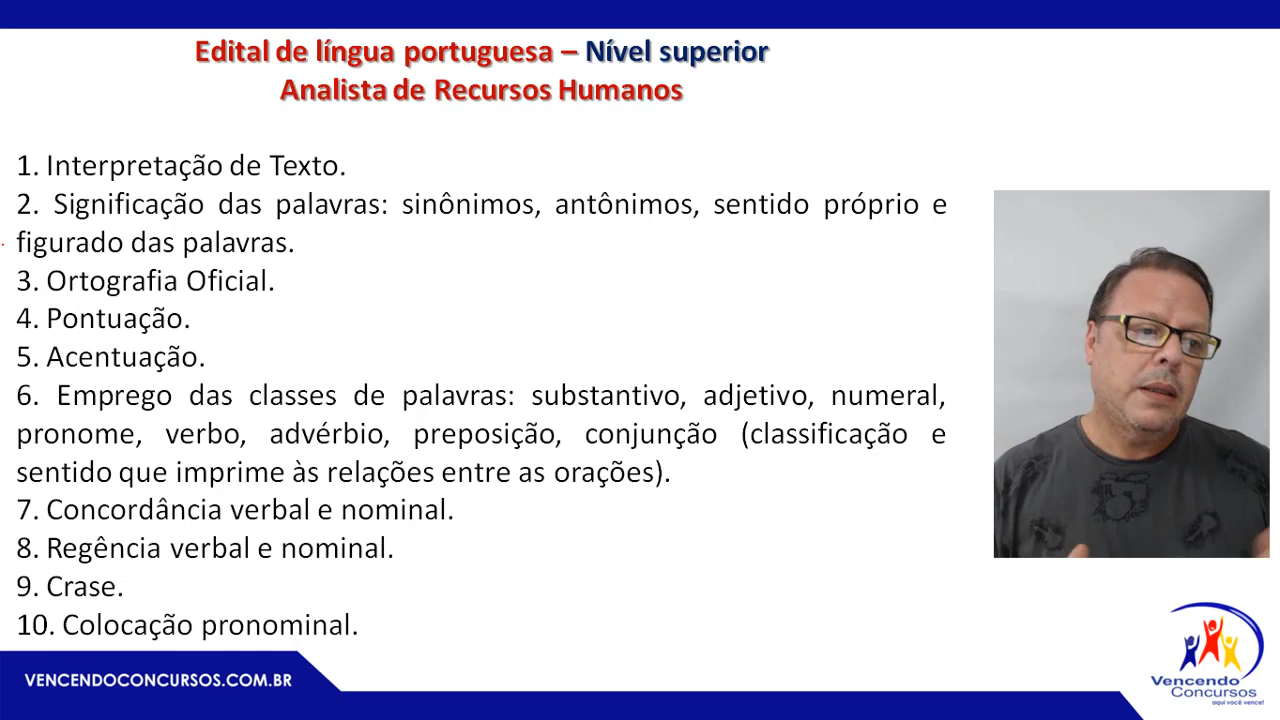 Edital de língua portuguesa – Nível superior
Analista de Recursos Humanos
1. Interpretação de Texto.
2. Significação das palavras: sinônimos, antônimos, sentido próprio e
figurado das palavras.
3. Ortografia Oficial.
4. Pontuação.
5. Acentuação.
6. Emprego das classes de palavras: substantivo, adjetivo, numeral,
pronome, verbo, advérbio, preposição, conjunção (classificação e
sentido que imprime às relações entre as orações).
7. Concordância verbal e nominal.
8. Regência verbal e nominal.
9. Crase.
10. Colocação pronominal.
VENCENDOCONCURSOS.COM.BR
Vencendo
Concursos
aqui você vence!